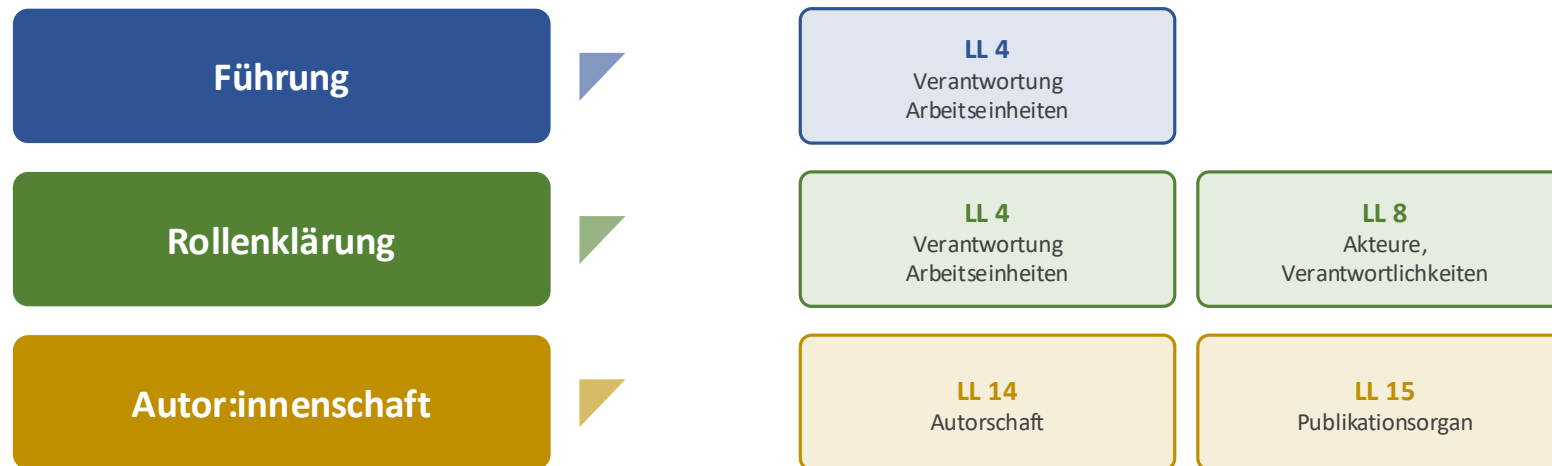 Führung
LL 4
Verantwortung
Arbeitseinheiten
Rollenklärung
LL 4
Verantwortung
Arbeitseinheiten
LL 8
Akteure,
Verantwortlichkeiten
Autor:innenschaft
LL 14
Autorschaft
LL 15
Publikationsorgan